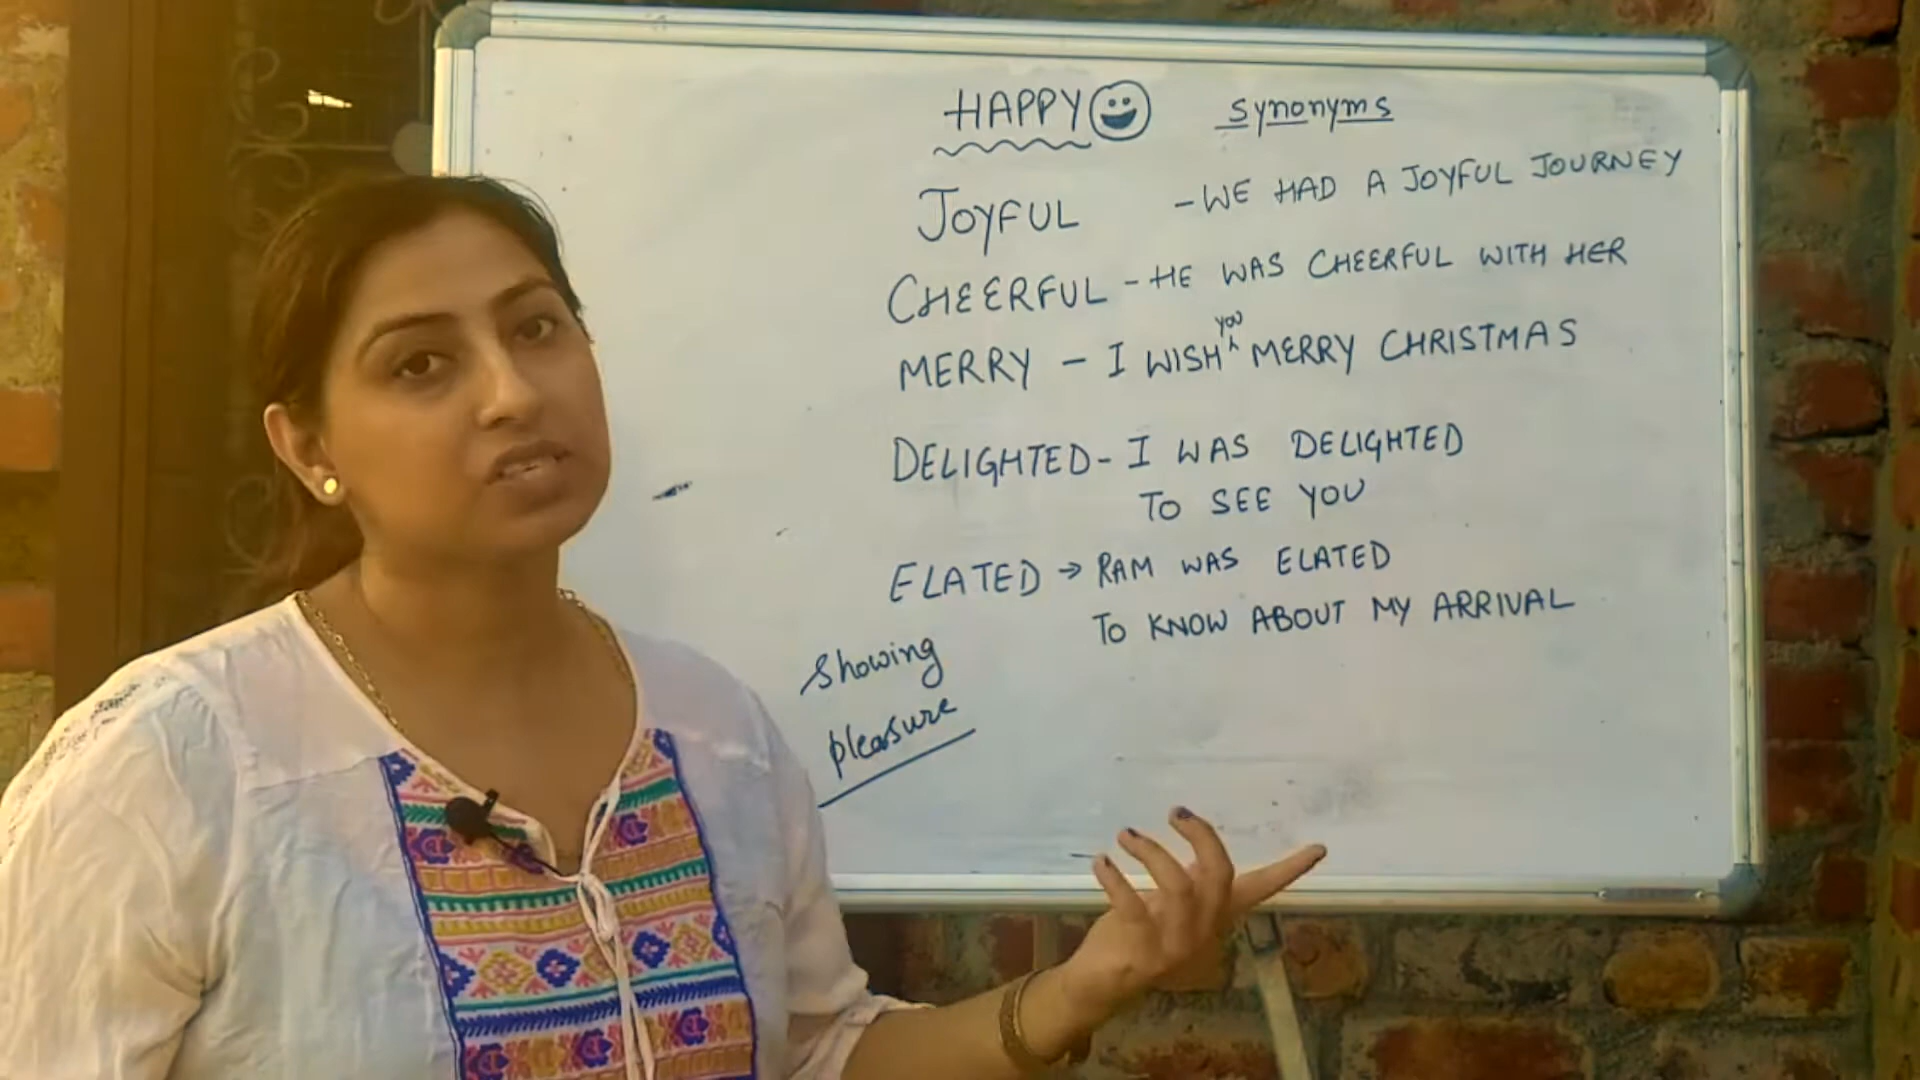 HAPPY synonyms
JOYFUL - WE HAD A JOYFUL JOURNEY
CHEERFUL - HE WAS CHEERFUL WITH HER
you
MERRY - I WISH ^ MERRY CHRISTMAS
DELIGHTED - I WAS DELIGHTED
TO SEE YOU
ELATED → RAM WAS ELATED
TO KNOW ABOUT MY ARRIVAL
Showing
pleasure